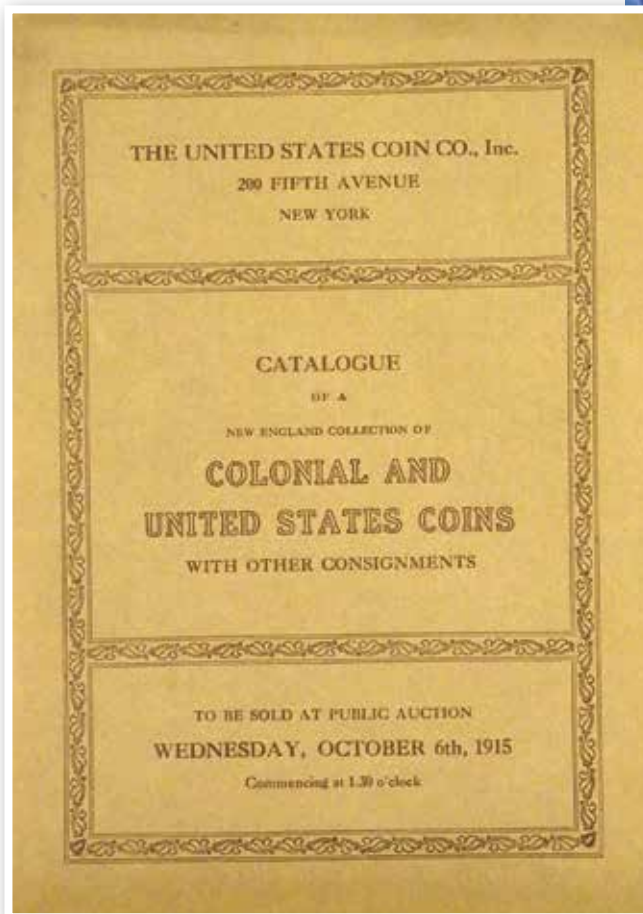 THE UNITED STATES COIN CO., Inc.
200 FIFTH AVENUE
NEW YORK
CATALOGUE
OF A
NEW ENGLAND COLLECTION OF
COLONIAL AND
UNITED STATES COINS
WITH OTHER CONSIGNMENTS
TO BE SOLD AT PUBLIC AUCTION
WEDNESDAY, OCTOBER 6th, 1915
Commencing at 1.30 o'clock